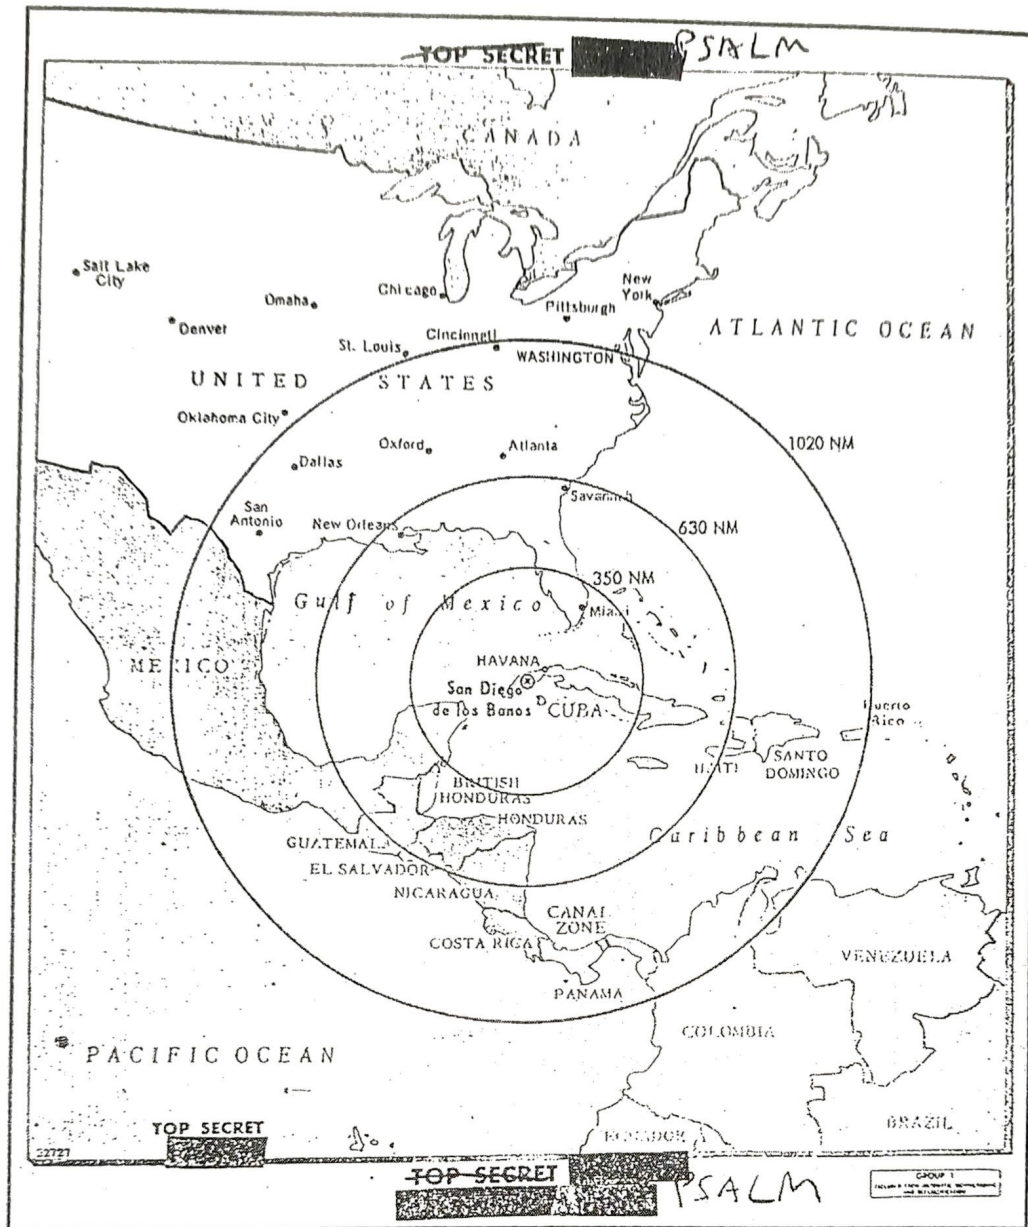 TOP SECRET PSALM
CANADA
Salt Lake
City
Denver
Omaha
Chicago
New
York
Pittsburgh
ATLANTIC OCEAN
St. Louis
Cincinnati
WASHINGTON
UNITED STATES
Oklahoma City
1020 NM
Oxford
Atlanta
Dallas
Savannah
San
Antonio
New Orleans
630 NM
350 NM
Gulf of Mexico
Miami
MEXICO
HAVANA
San Diego
de los Banos
CUBA
Puerto
Rico
HAITI
SANTO
DOMINGO
BRITISH
HONDURAS
HONDURAS
GUATEMALA
Caribbean Sea
EL SALVADOR
NICARAGUA
CANAL
ZONE
COSTA RICA
VENEZUELA
PANAMA
COLOMBIA
PACIFIC OCEAN
TOP SECRET
ECUADOR
BRAZIL
32727
TOP SECRET PSALM
GROUP 1